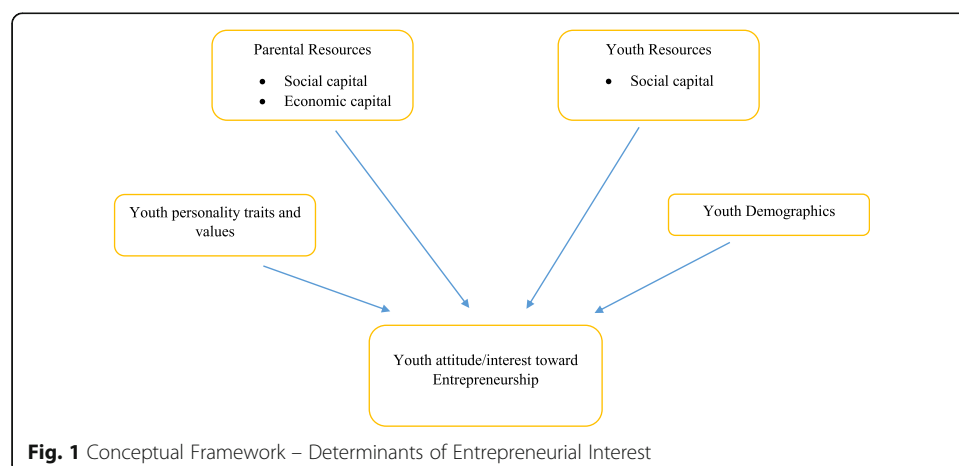 Parental Resources
• Social capital
• Economic capital
Youth Resources
• Social capital
Youth personality traits and
values
Youth Demographics
Youth attitude/interest toward
Entrepreneurship
Fig. 1 Conceptual Framework – Determinants of Entrepreneurial Interest